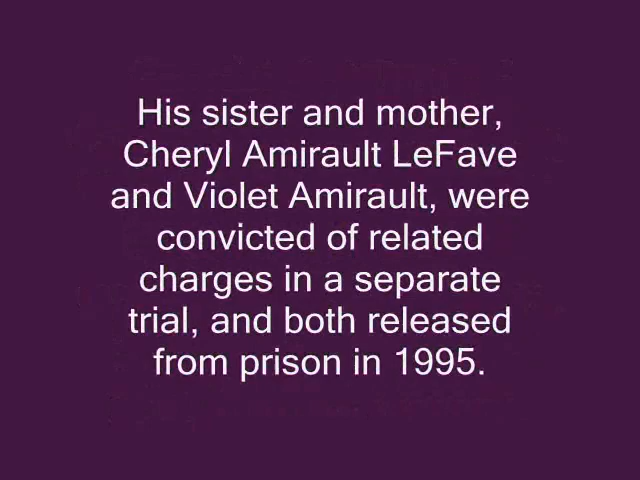 His sister and mother,
Cheryl Amirault LeFave
and Violet Amirault, were
convicted of related
charges in a separate
trial, and both released
from prison in 1995.